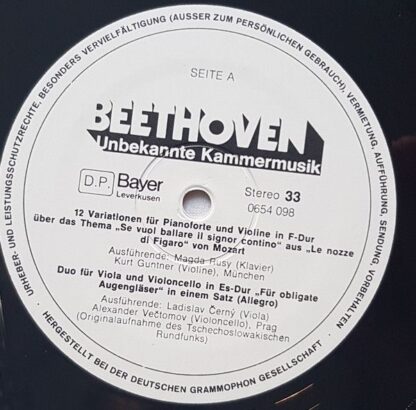 URHEBER- UND LEISTUNGSSCHUTZRECHTE, BESONDERS VERVIELFÄLTIGUNG (AUSSER ZUM PERSÖNLICHEN GEBRAUCH), VERMIETUNG, AUFFÜHRUNG, SENDUNG VORBEHALTEN
SEITE A
BEETHOVEN
Unbekannte Kammermusik
D.P. Bayer
Leverkusen
Stereo 33
0654 098
12 Variationen für Pianoforte und Violine in F-Dur
über das Thema „Se vuol ballare il signor contino" aus „Le nozze
di Figaro" von Mozart
Ausführende: Magda Rusy (Klavier)
Kurt Guntner (Violine), München
Duo für Viola und Violoncello in Es-Dur „Für obligate
Augengläser" in einem Satz (Allegro)
Ausführende: Ladislav Černý (Viola)
Alexander Večtomov (Violoncello), Prag
(Originalaufnahme des Tschechoslowakischen
Rundfunks)
HERGESTELLT BEI DER DEUTSCHEN GRAMMOPHON GESELLSCHAFT ·